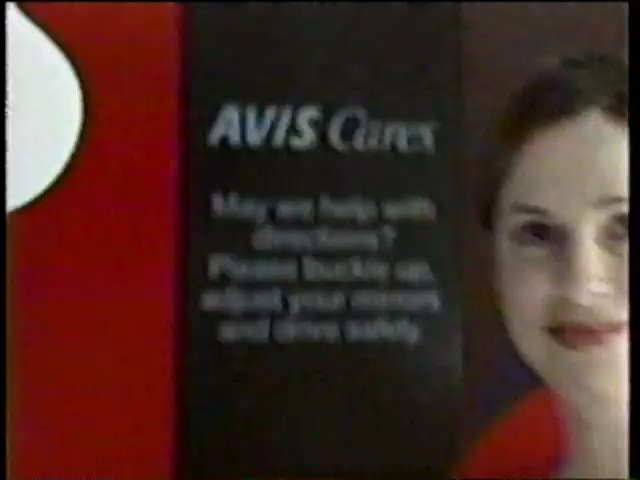 AVIS Cares
May we help with
directions?
Please buckle up,
adjust your mirrors
and drive safely.